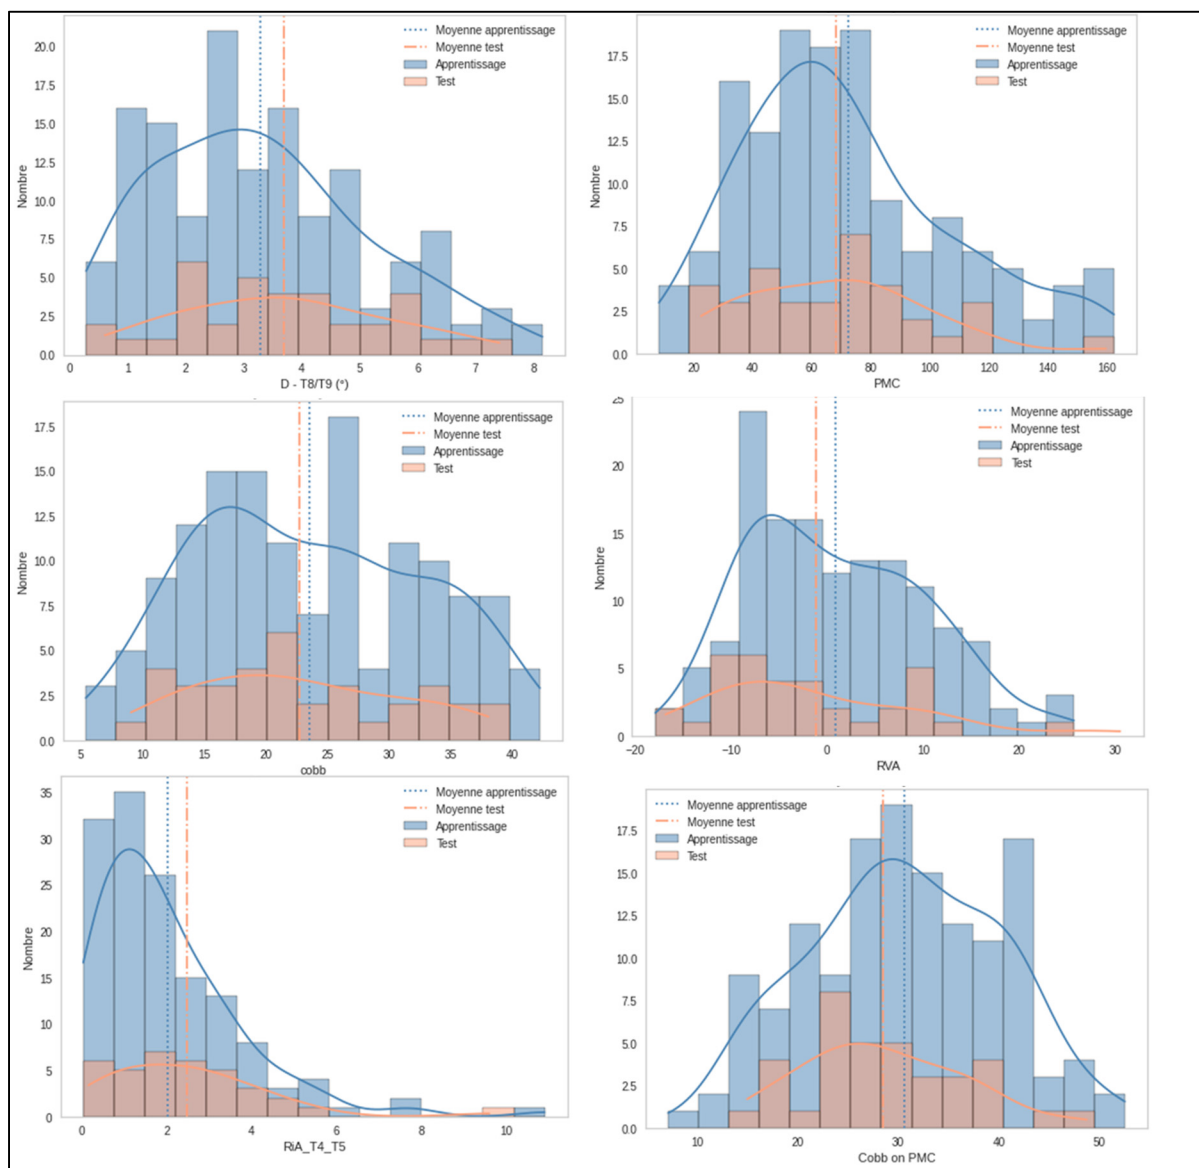 Moyenne apprentissage
Moyenne test
Apprentissage
Test
20.0
17.5
15.0
12.5
10.0
7.5
5.0
2.5
0.0
Nombre
0 1 2 3 4 5 6 7 8
D - T8/T9 (°)
Moyenne apprentissage
Moyenne test
Apprentissage
Test
17.5
15.0
12.5
10.0
7.5
5.0
2.5
0.0
Nombre
20 40 60 80 100 120 140 160
PMC
Moyenne apprentissage
Moyenne test
Apprentissage
Test
17.5
15.0
12.5
10.0
7.5
5.0
2.5
0.0
Nombre
5 10 15 20 25 30 35 40
cobb
Moyenne apprentissage
Moyenne test
Apprentissage
Test
25
20
15
10
5
0
Nombre
−20 −10 0 10 20 30
RVA
Moyenne apprentissage
Moyenne test
Apprentissage
Test
35
30
25
20
15
10
5
0
Nombre
0 2 4 6 8 10
RiA_T4_T5
Moyenne apprentissage
Moyenne test
Apprentissage
Test
17.5
15.0
12.5
10.0
7.5
5.0
2.5
0.0
Nombre
10 20 30 40 50
Cobb on PMC